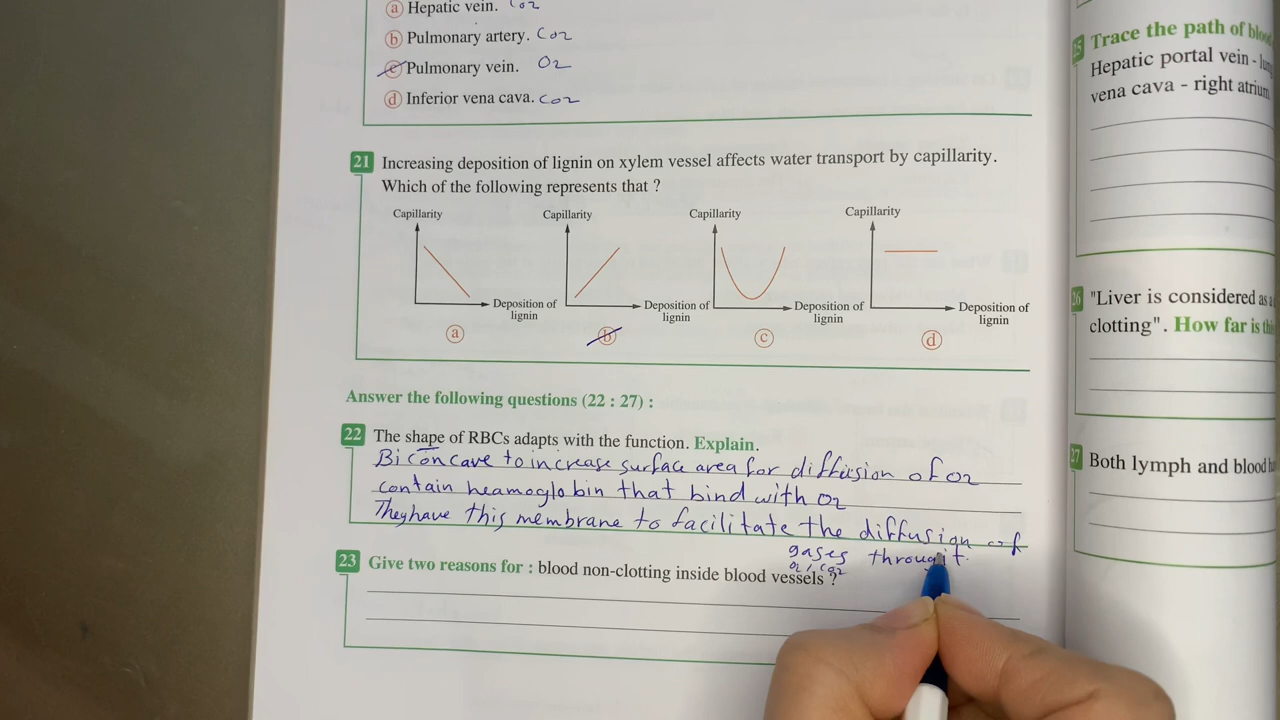 ⓐ Hepatic vein. Co2
ⓑ Pulmonary artery. Co2
ⓒ Pulmonary vein. O2
ⓓ Inferior vena cava. Co2
21 Increasing deposition of lignin on xylem vessel affects water transport by capillarity.
Which of the following represents that ?
Capillarity Capillarity Capillarity Capillarity
Deposition of Deposition of Deposition of Deposition of
lignin lignin lignin lignin
ⓐ ⓑ ⓒ ⓓ
Answer the following questions (22 : 27) :
22 The shape of RBCs adapts with the function. Explain.
Biconcave to increase surface area for diffusion of O2
contain heamoglobin that bind with O2
They have this membrane to facilitate the diffusion of
gases throu it.
O2, Co2
23 Give two reasons for : blood non-clotting inside blood vessels ?
25 Trace the path of blood
Hepatic portal vein -
vena cava - right atrium
26 "Liver is considered as
clotting". How far is
27 Both lymph and blood